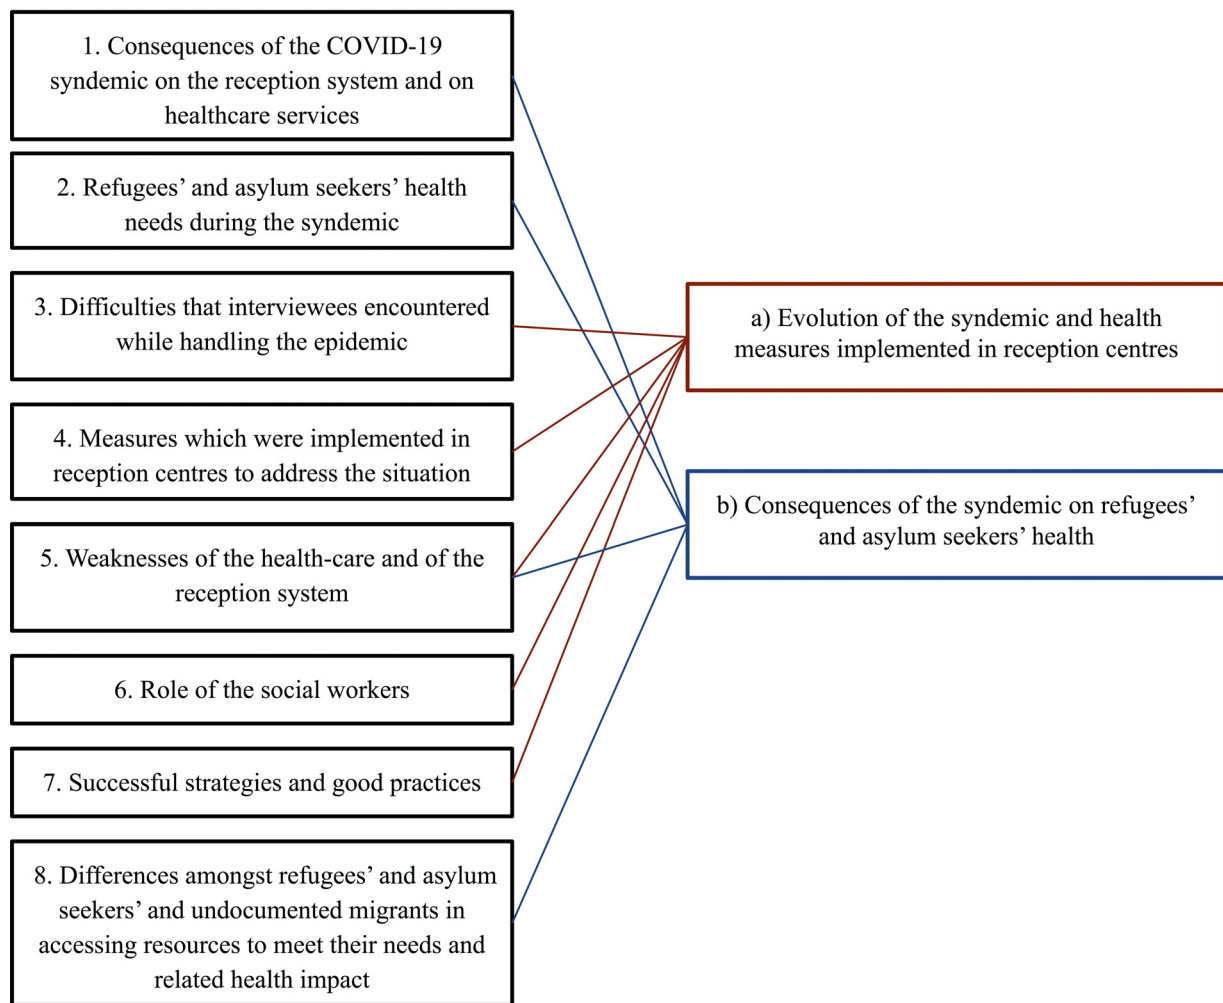 1. Consequences of the COVID-19
syndemic on the reception system and on
healthcare services
2. Refugees’ and asylum seekers’ health
needs during the syndemic
3. Difficulties that interviewees encountered
while handling the epidemic
4. Measures which were implemented in
reception centres to address the situation
5. Weaknesses of the health-care and of the
reception system
6. Role of the social workers
7. Successful strategies and good practices
8. Differences amongst refugees’ and asylum
seekers’ and undocumented migrants in
accessing resources to meet their needs and
related health impact
a) Evolution of the syndemic and health
measures implemented in reception centres
b) Consequences of the syndemic on refugees’
and asylum seekers’ health